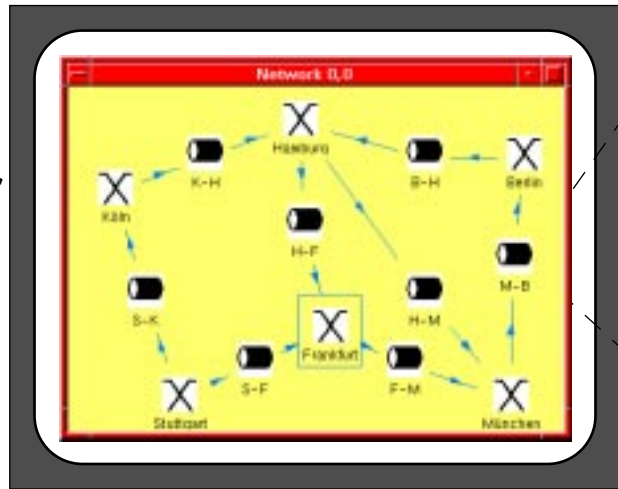 Network 0,0
Hamburg
K-H
B-H
Berlin
Köln
H-F
M-B
S-K
H-M
Frankfurt
S-F
F-M
Stuttgart
München